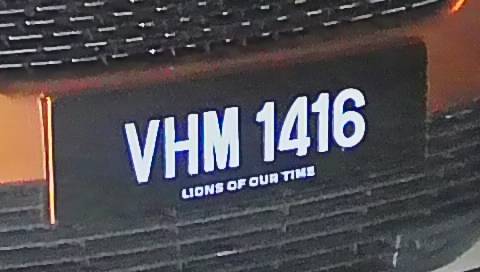 VHM 1416
LIONS OF OUR TIME